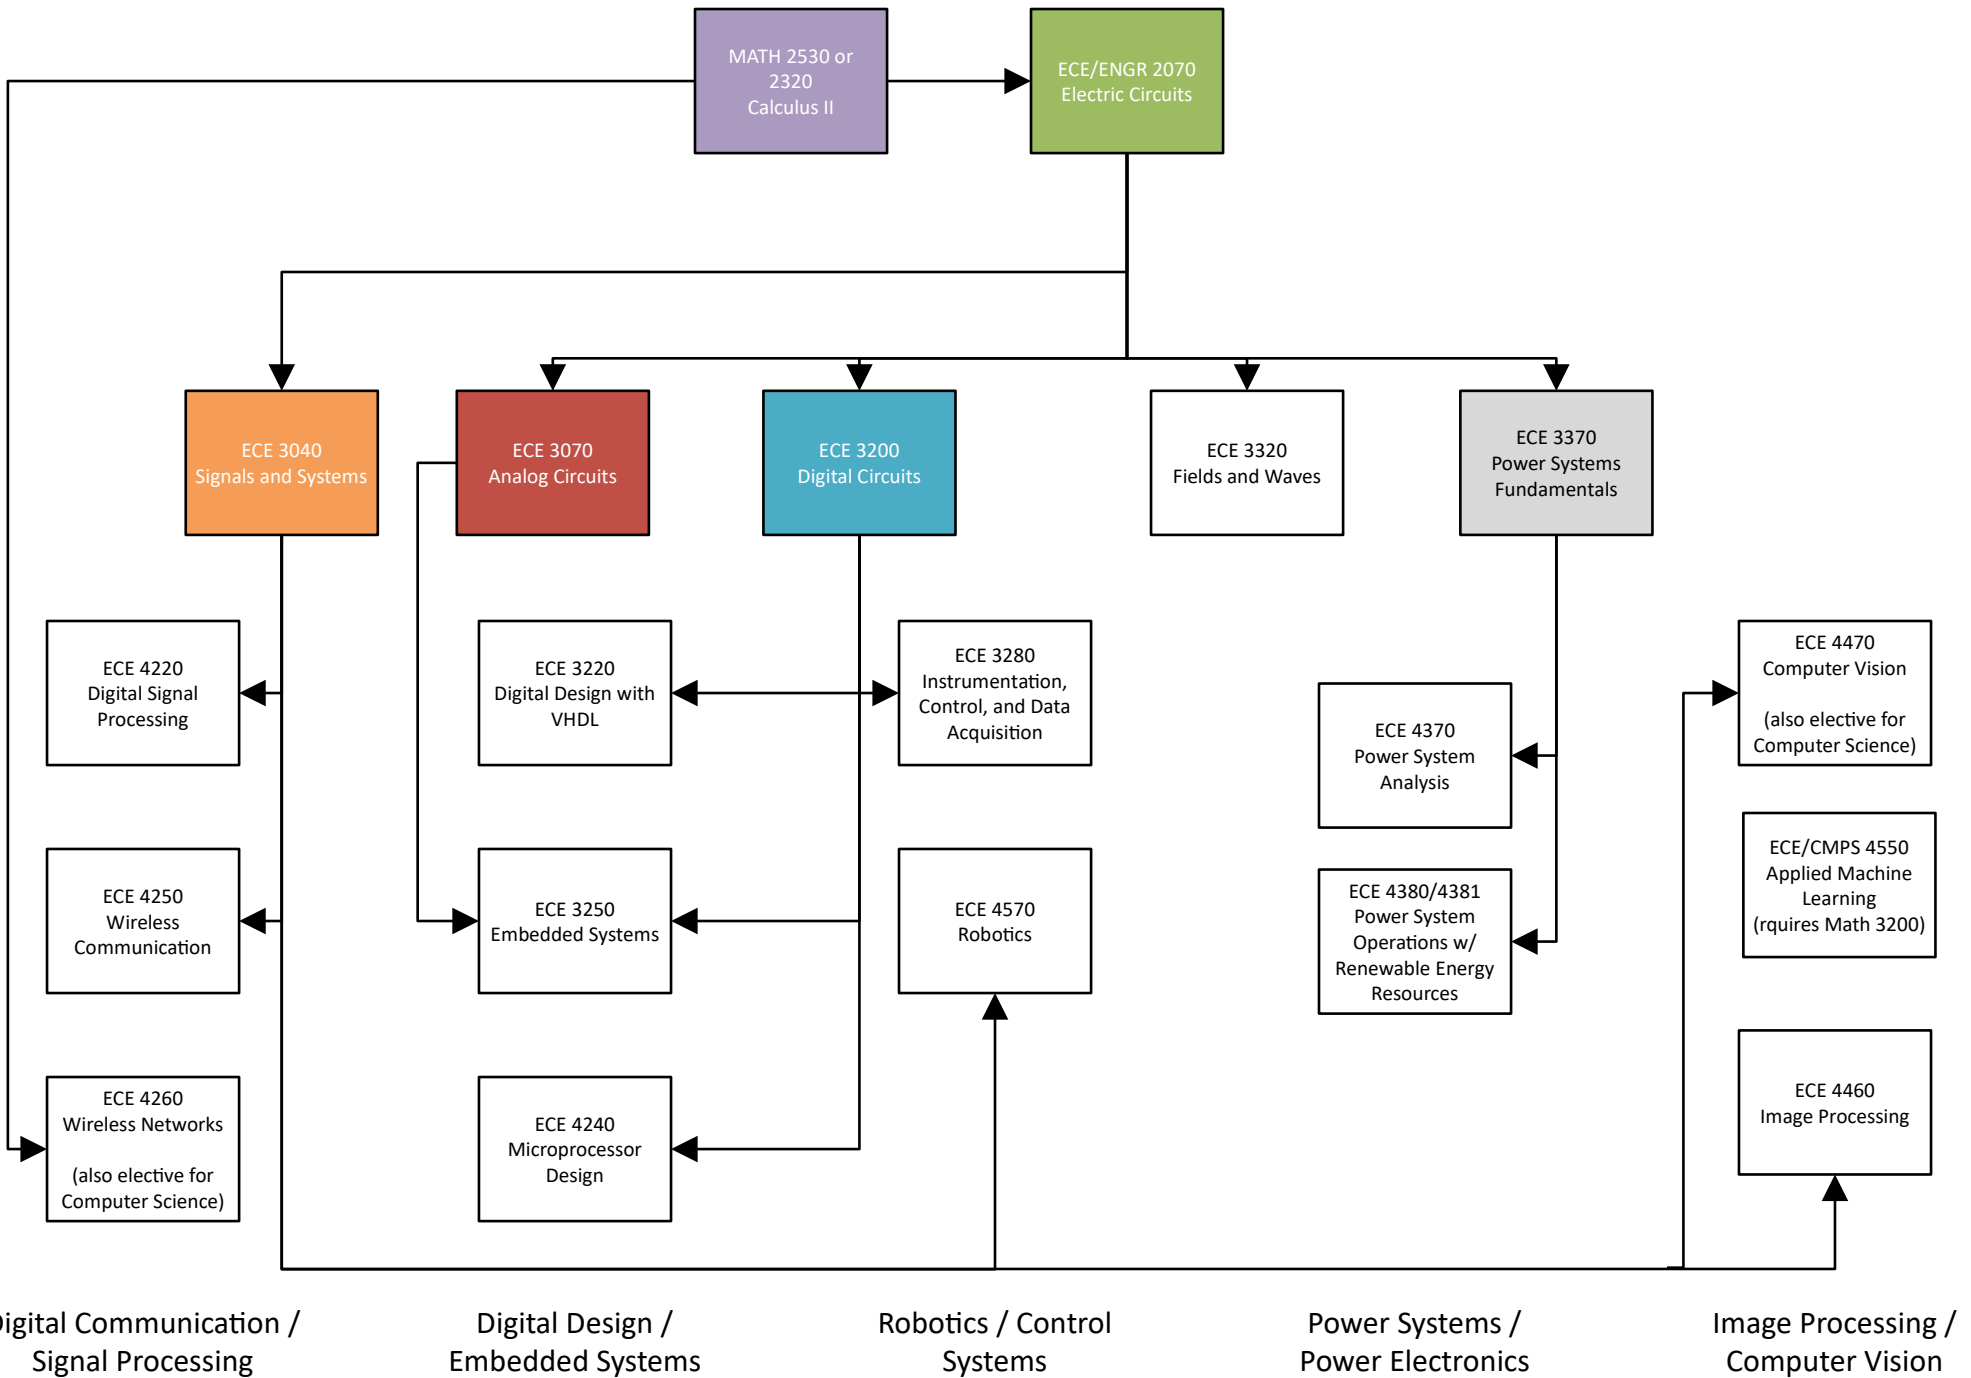 MATH 2530 or
2320
Calculus II
ECE/ENGR 2070
Electric Circuits
ECE 3040
Signals and Systems
ECE 3070
Analog Circuits
ECE 3200
Digital Circuits
ECE 3320
Fields and Waves
ECE 3370
Power Systems
Fundamentals
ECE 4220
Digital Signal
Processing
ECE 3220
Digital Design with
VHDL
ECE 3280
Instrumentation,
Control, and Data
Acquisition
ECE 4370
Power System
Analysis
ECE 4470
Computer Vision
(also elective for
Computer Science)
ECE 4250
Wireless
Communication
ECE 3250
Embedded Systems
ECE 4570
Robotics
ECE 4380/4381
Power System
Operations w/
Renewable Energy
Resources
ECE/CMPS 4550
Applied Machine
Learning
(rquires Math 3200)
ECE 4260
Wireless Networks
(also elective for
Computer Science)
ECE 4240
Microprocessor
Design
ECE 4460
Image Processing
Digital Communication /
Signal Processing
Digital Design /
Embedded Systems
Robotics / Control
Systems
Power Systems /
Power Electronics
Image Processing /
Computer Vision